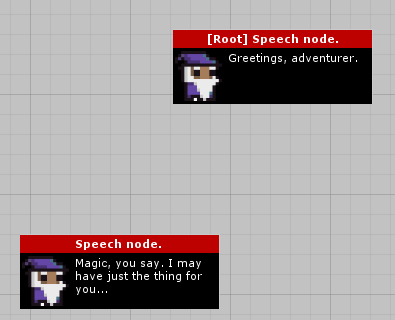 [Root] Speech node.
Greetings, adventurer.
Speech node.
Magic, you say. I may
have just the thing for
you...